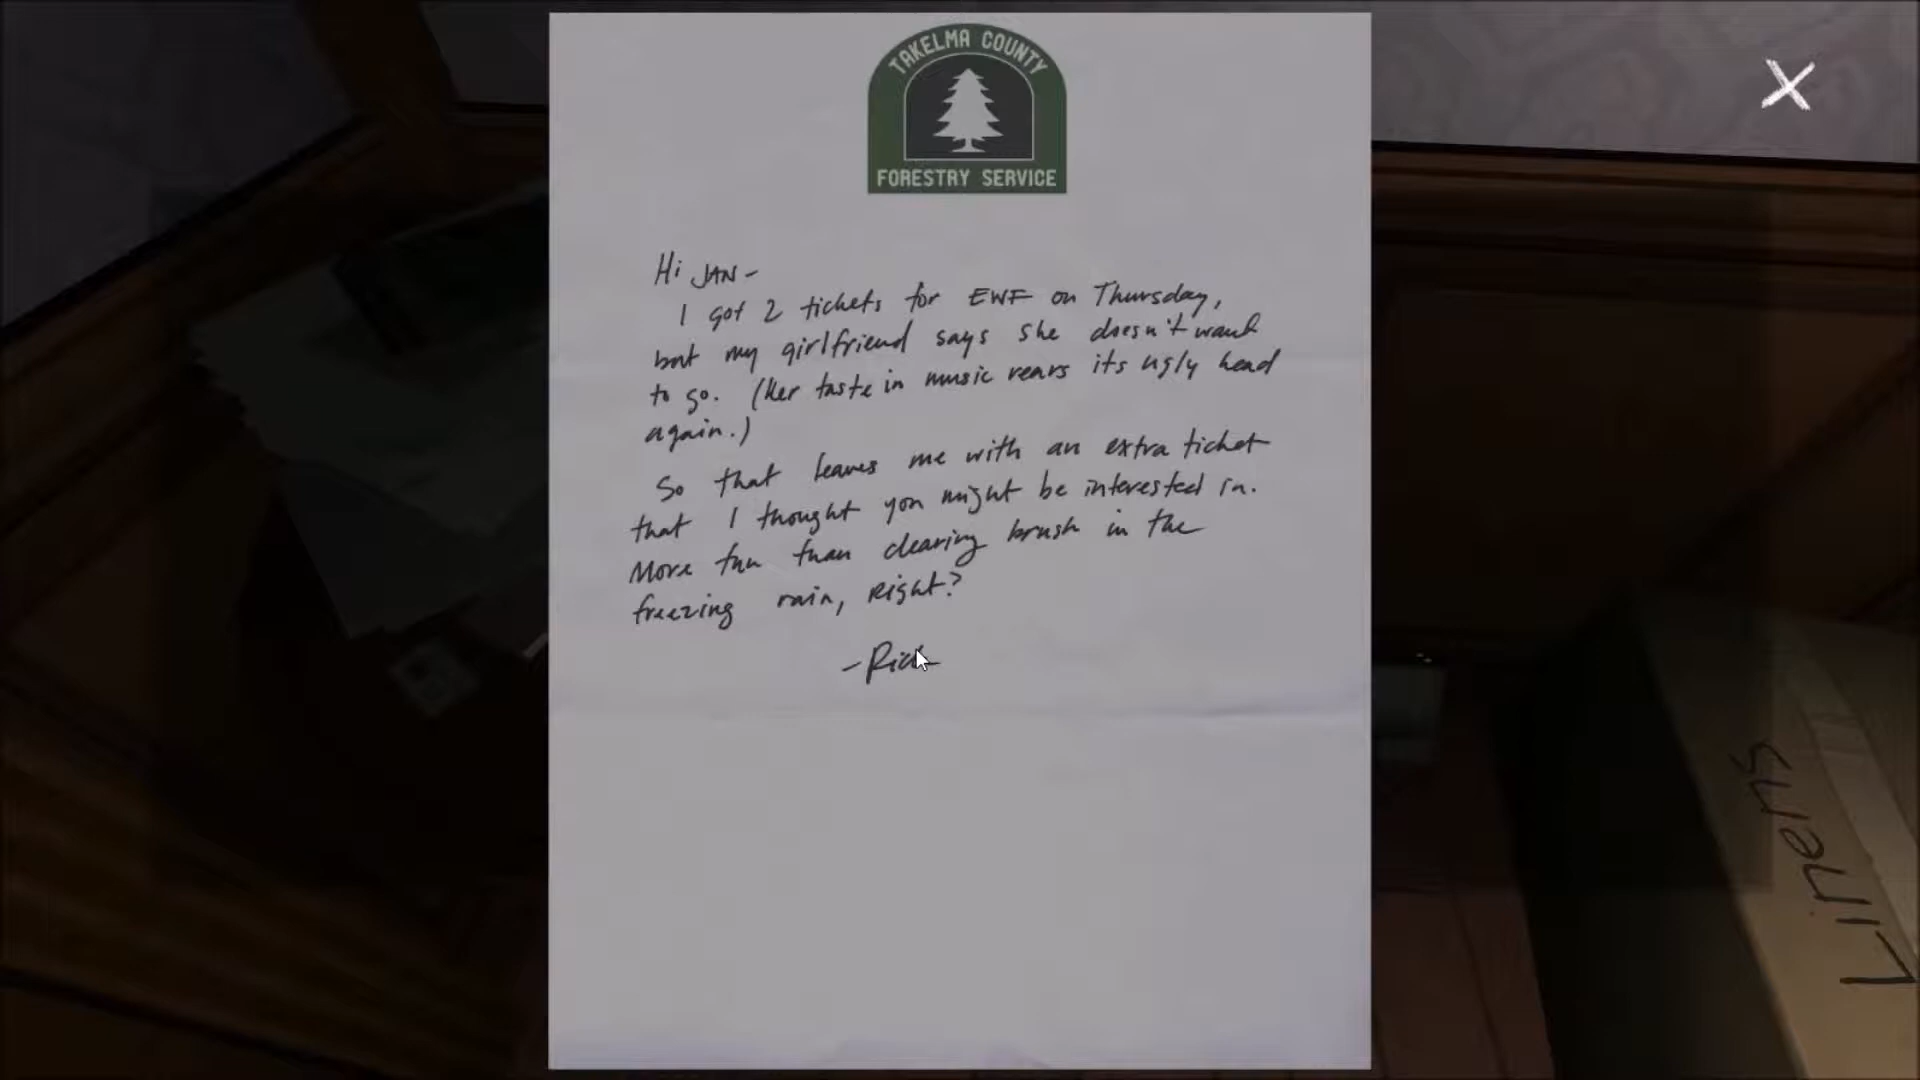 TAKELMA COUNTY
FORESTRY SERVICE
Hi JAN-
I got 2 tickets for EWF on Thursday,
but my girlfriend says she doesn't want
to go. (Her taste in music rears its ugly head
again.)
So that leaves me with an extra ticket
that I thought you might be interested in.
More fun than clearing brush in the
freezing rain, Right?
-Rick
Linens